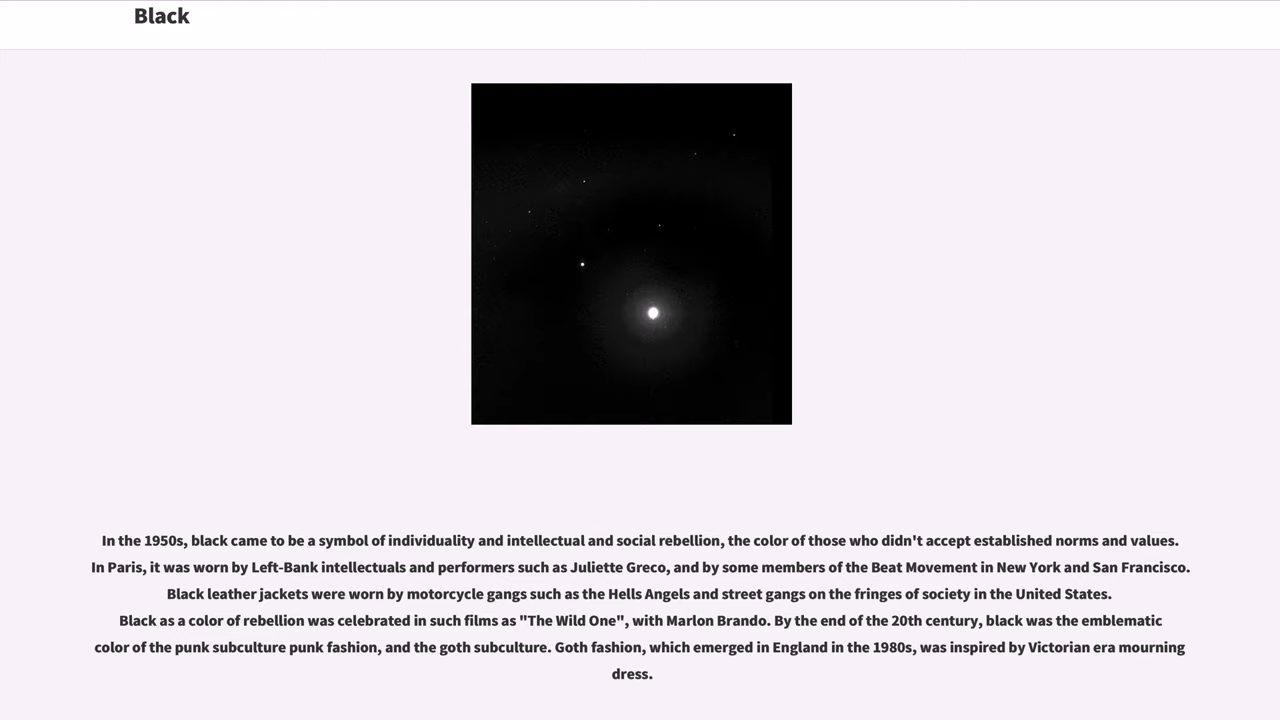 Black
In the 1950s, black came to be a symbol of individuality and intellectual and social rebellion, the color of those who didn't accept established norms and values.
In Paris, it was worn by Left-Bank intellectuals and performers such as Juliette Greco, and by some members of the Beat Movement in New York and San Francisco.
Black leather jackets were worn by motorcycle gangs such as the Hells Angels and street gangs on the fringes of society in the United States.
Black as a color of rebellion was celebrated in such films as "The Wild One", with Marlon Brando. By the end of the 20th century, black was the emblematic
color of the punk subculture punk fashion, and the goth subculture. Goth fashion, which emerged in England in the 1980s, was inspired by Victorian era mourning
dress.